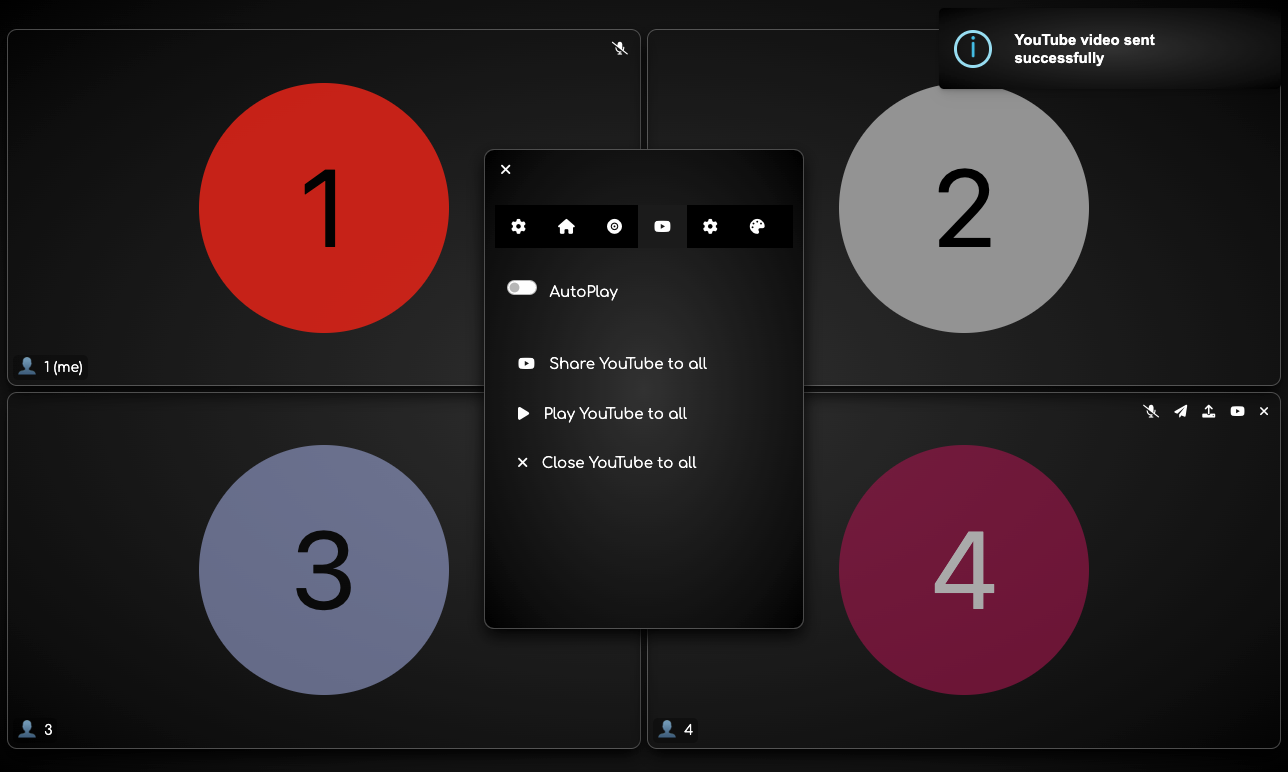 YouTube video sent
successfully
1
2
AutoPlay
Share YouTube to all
Play YouTube to all
Close YouTube to all
1 (me)
3
4
3
4